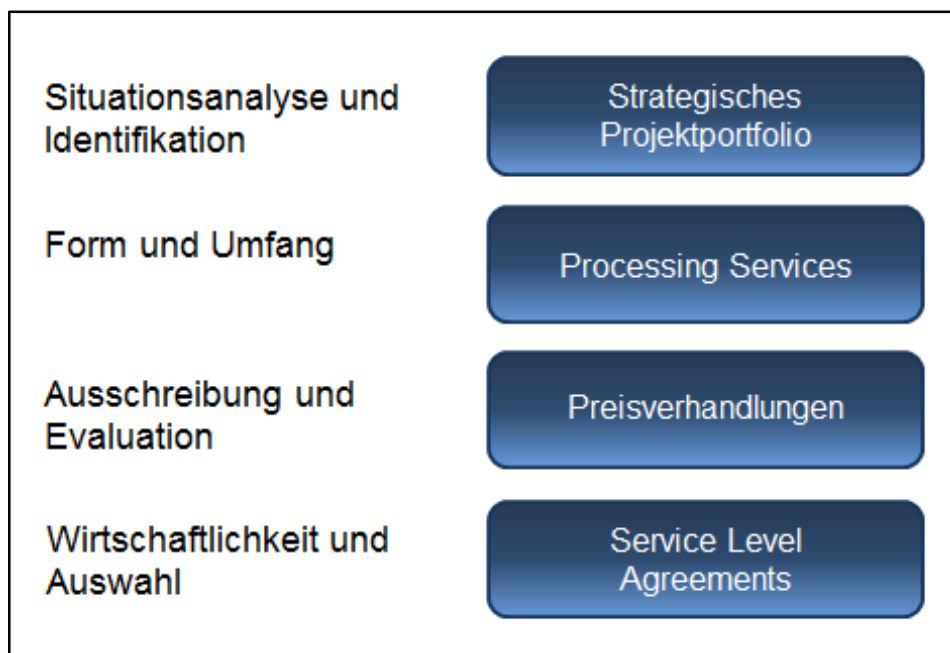 Situationsanalyse und
Identifikation
Strategisches
Projektportfolio
Form und Umfang
Processing Services
Ausschreibung und
Evaluation
Preisverhandlungen
Wirtschaftlichkeit und
Auswahl
Service Level
Agreements